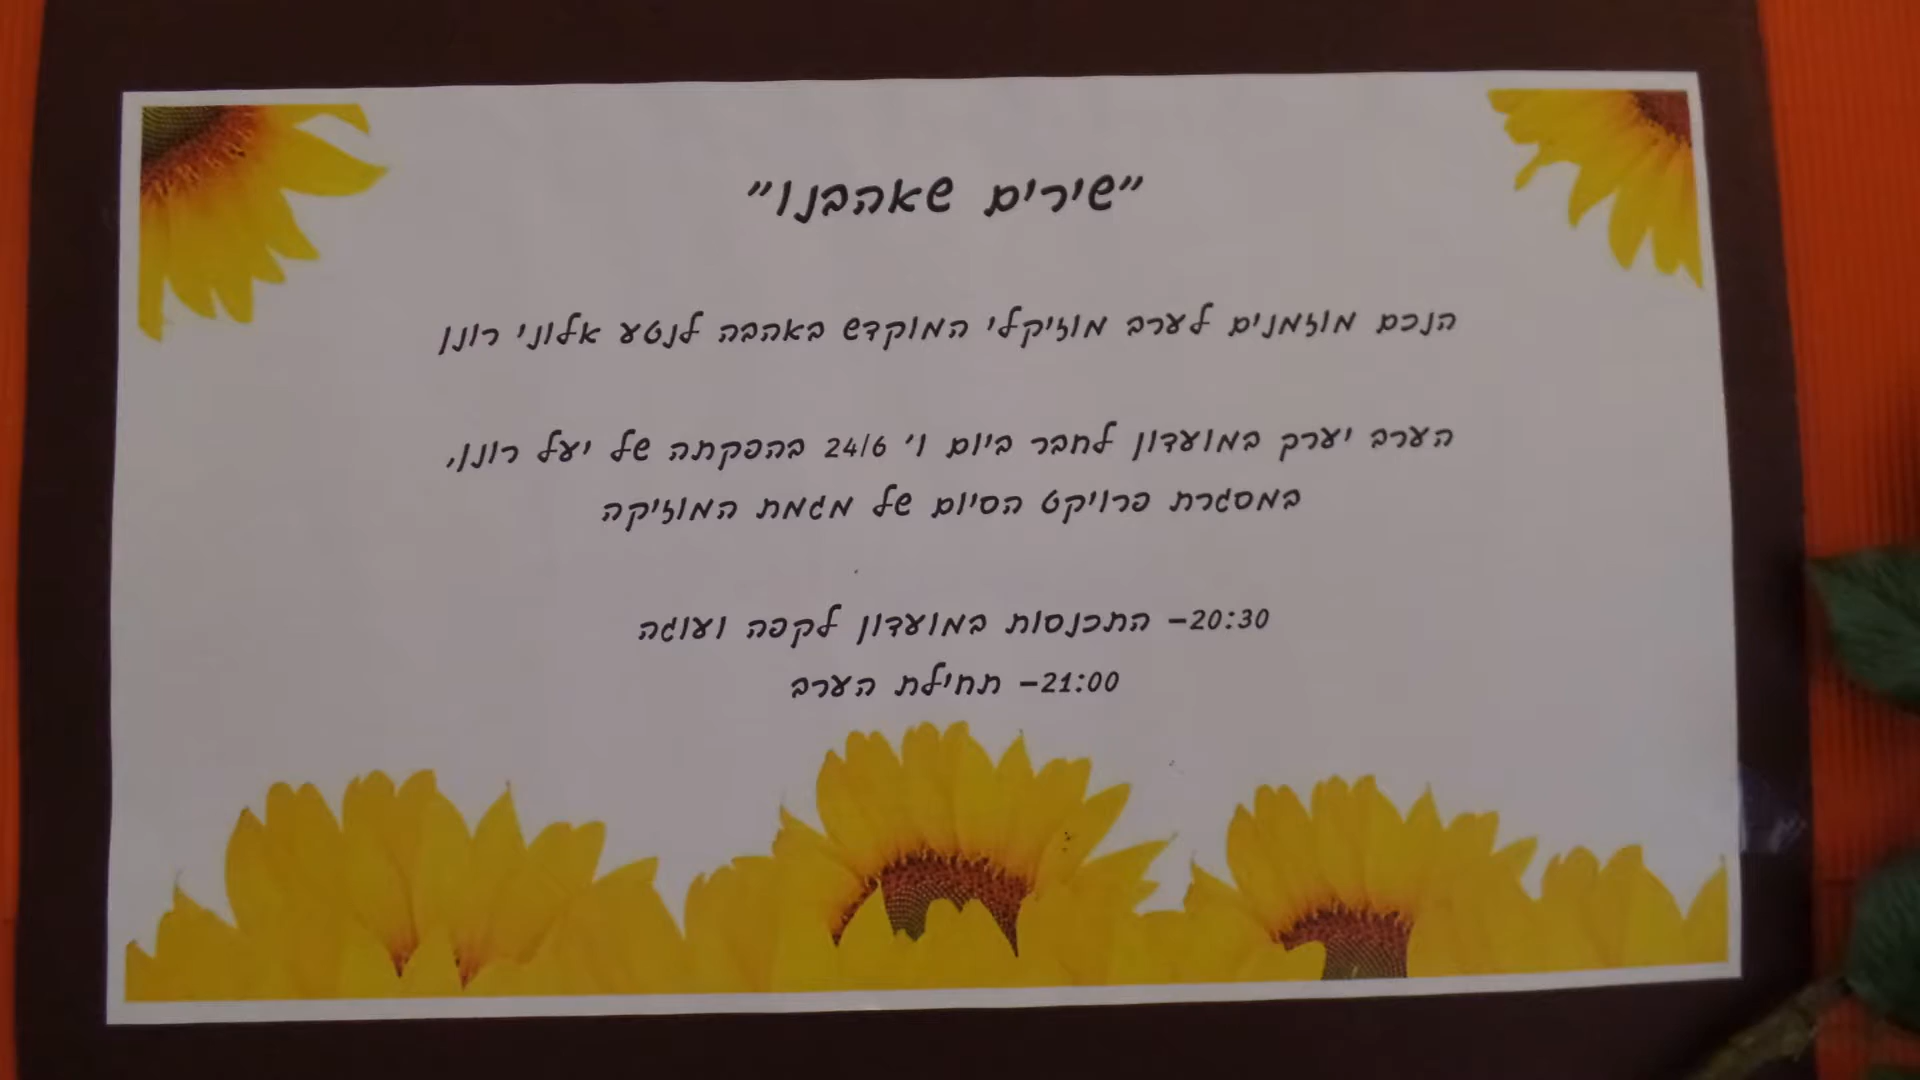 "שירים שאהבנו"
הנכם מוזמנים לערב מוזיקלי המוקדש באהבה לנטע אלוני רונן
הערב יערך במועדון לחבר ביום ו' 24/6 בהפקתה של יעל רונן,
במסגרת פרויקט הסיום של מגמת המוזיקה
20:30– התכנסות במועדון לקפה ועוגה
21:00– תחילת הערב